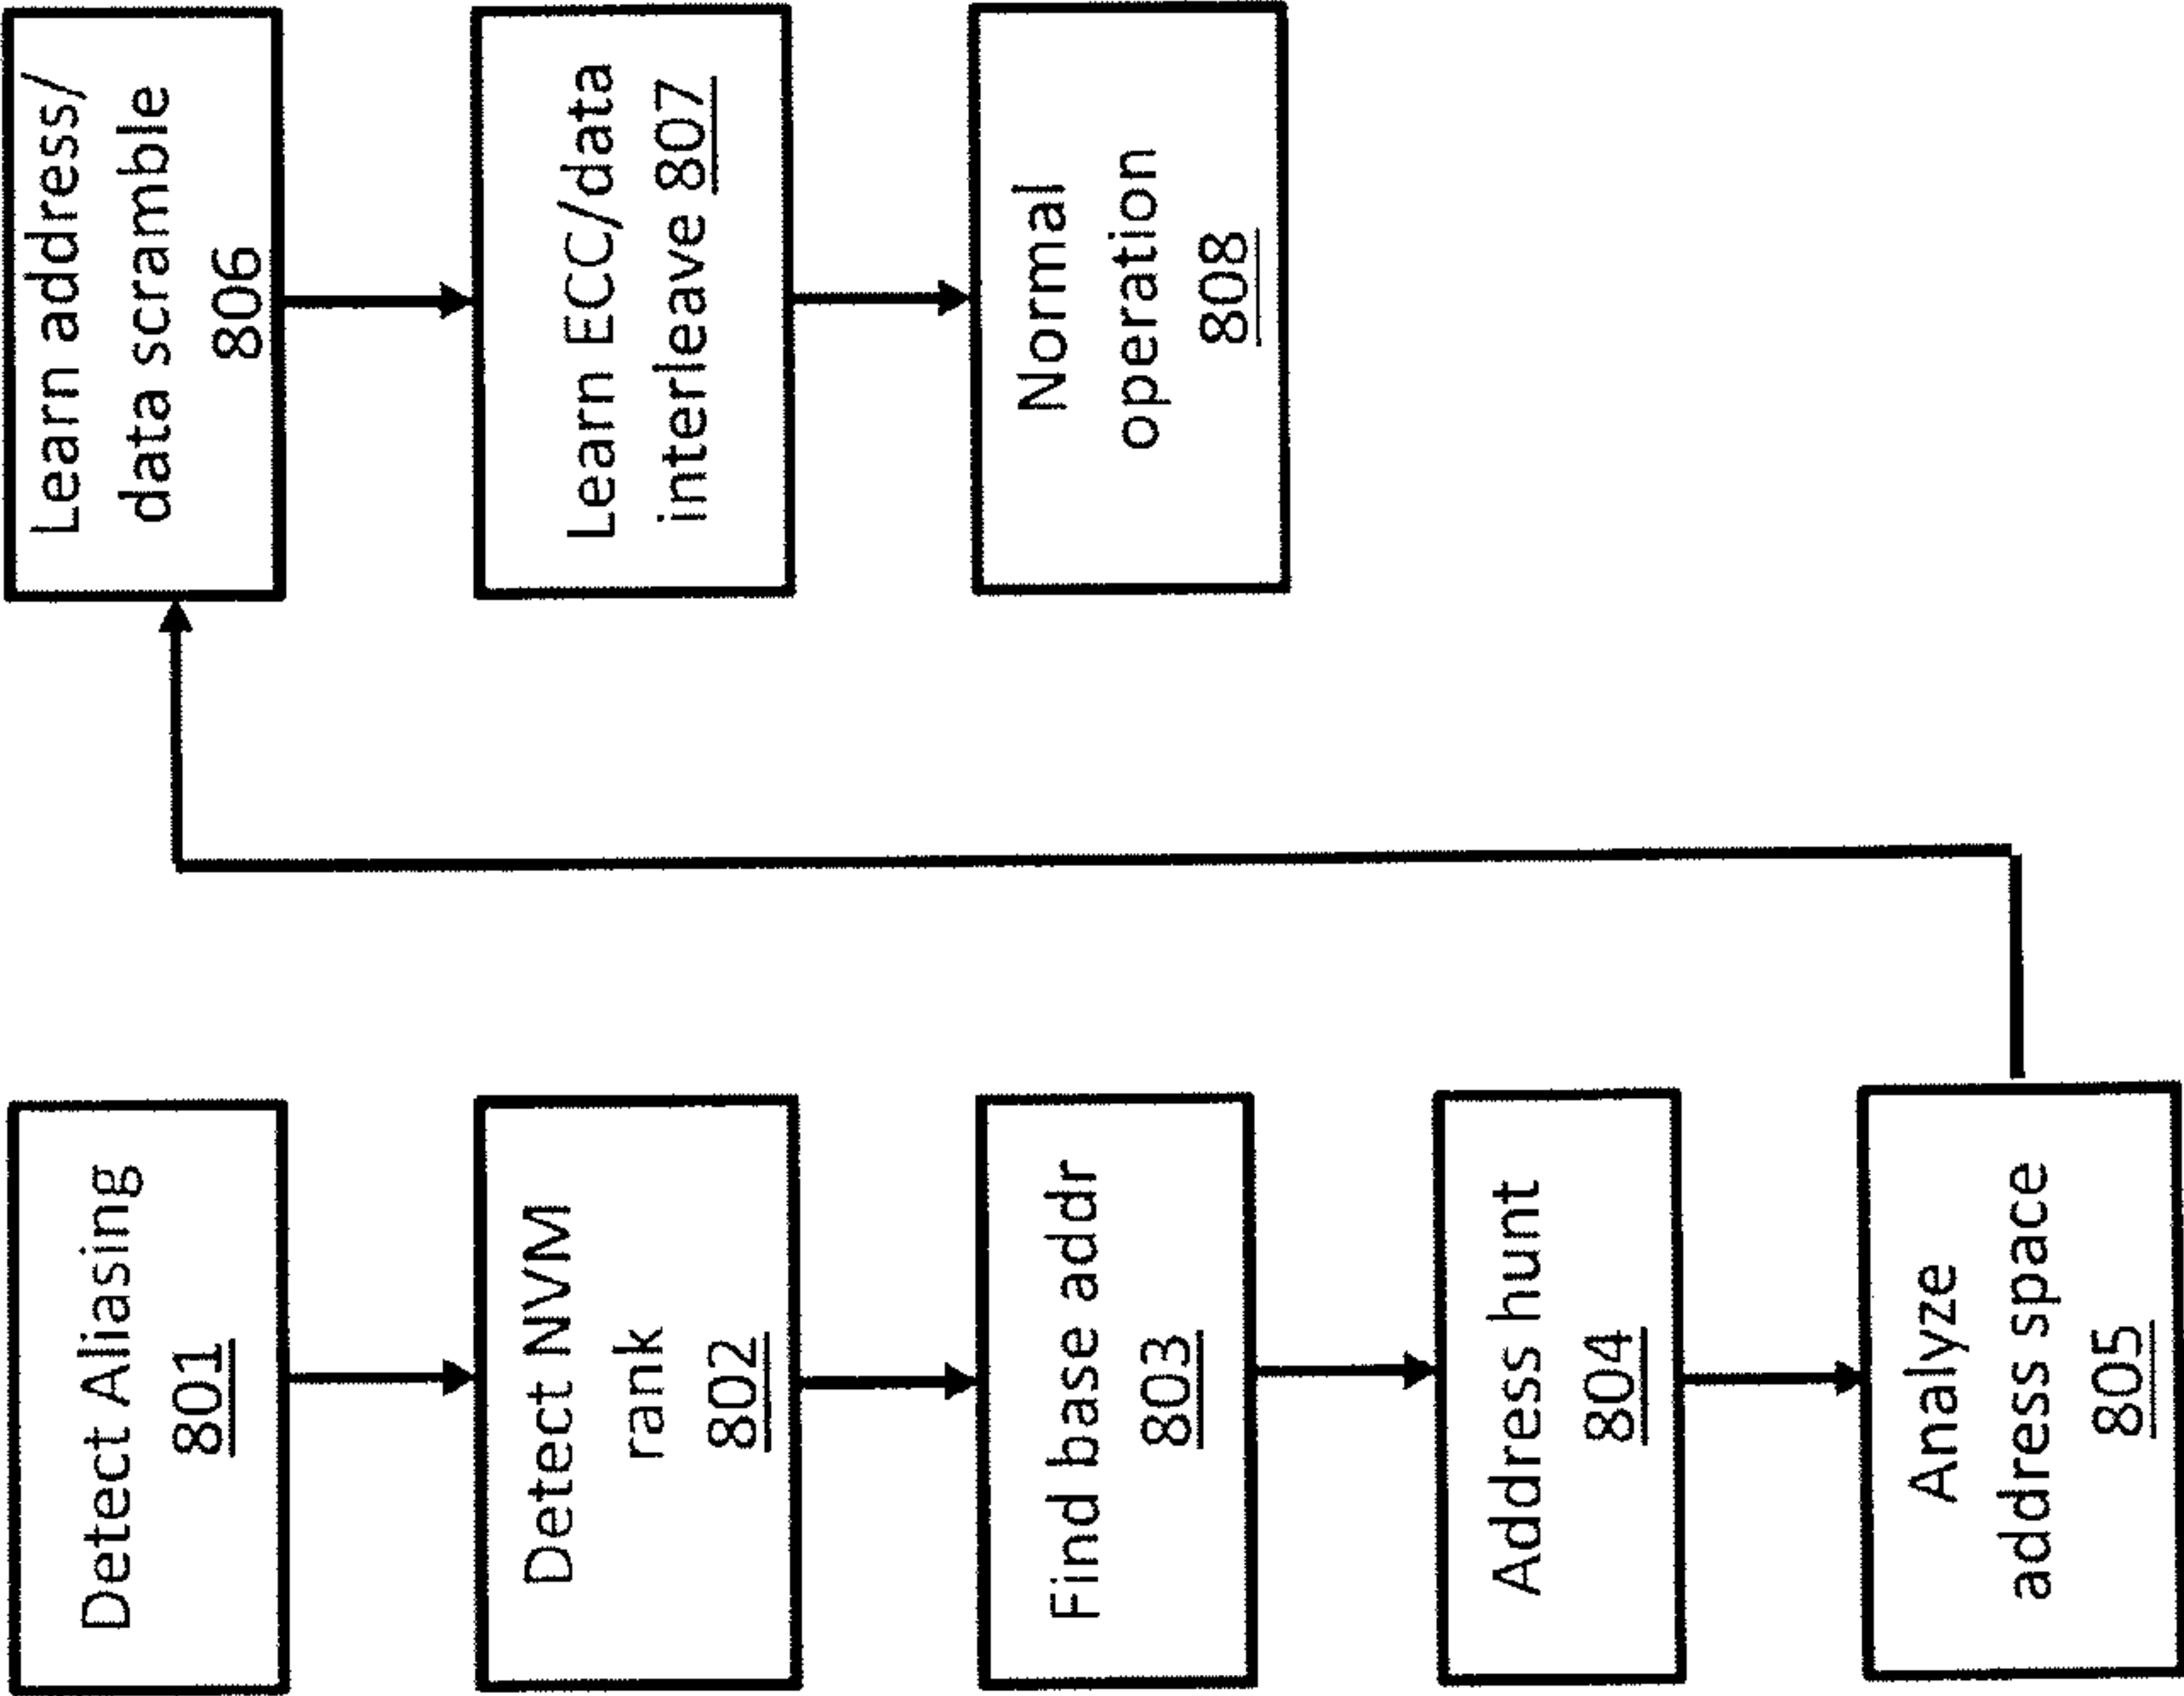 Detect Aliasing
801
Detect NVM
rank
802
Find base addr
803
Address hunt
804
Analyze
address space
805
Learn address/
data scramble
806
Learn ECC/data
interleave 807
Normal
operation
808